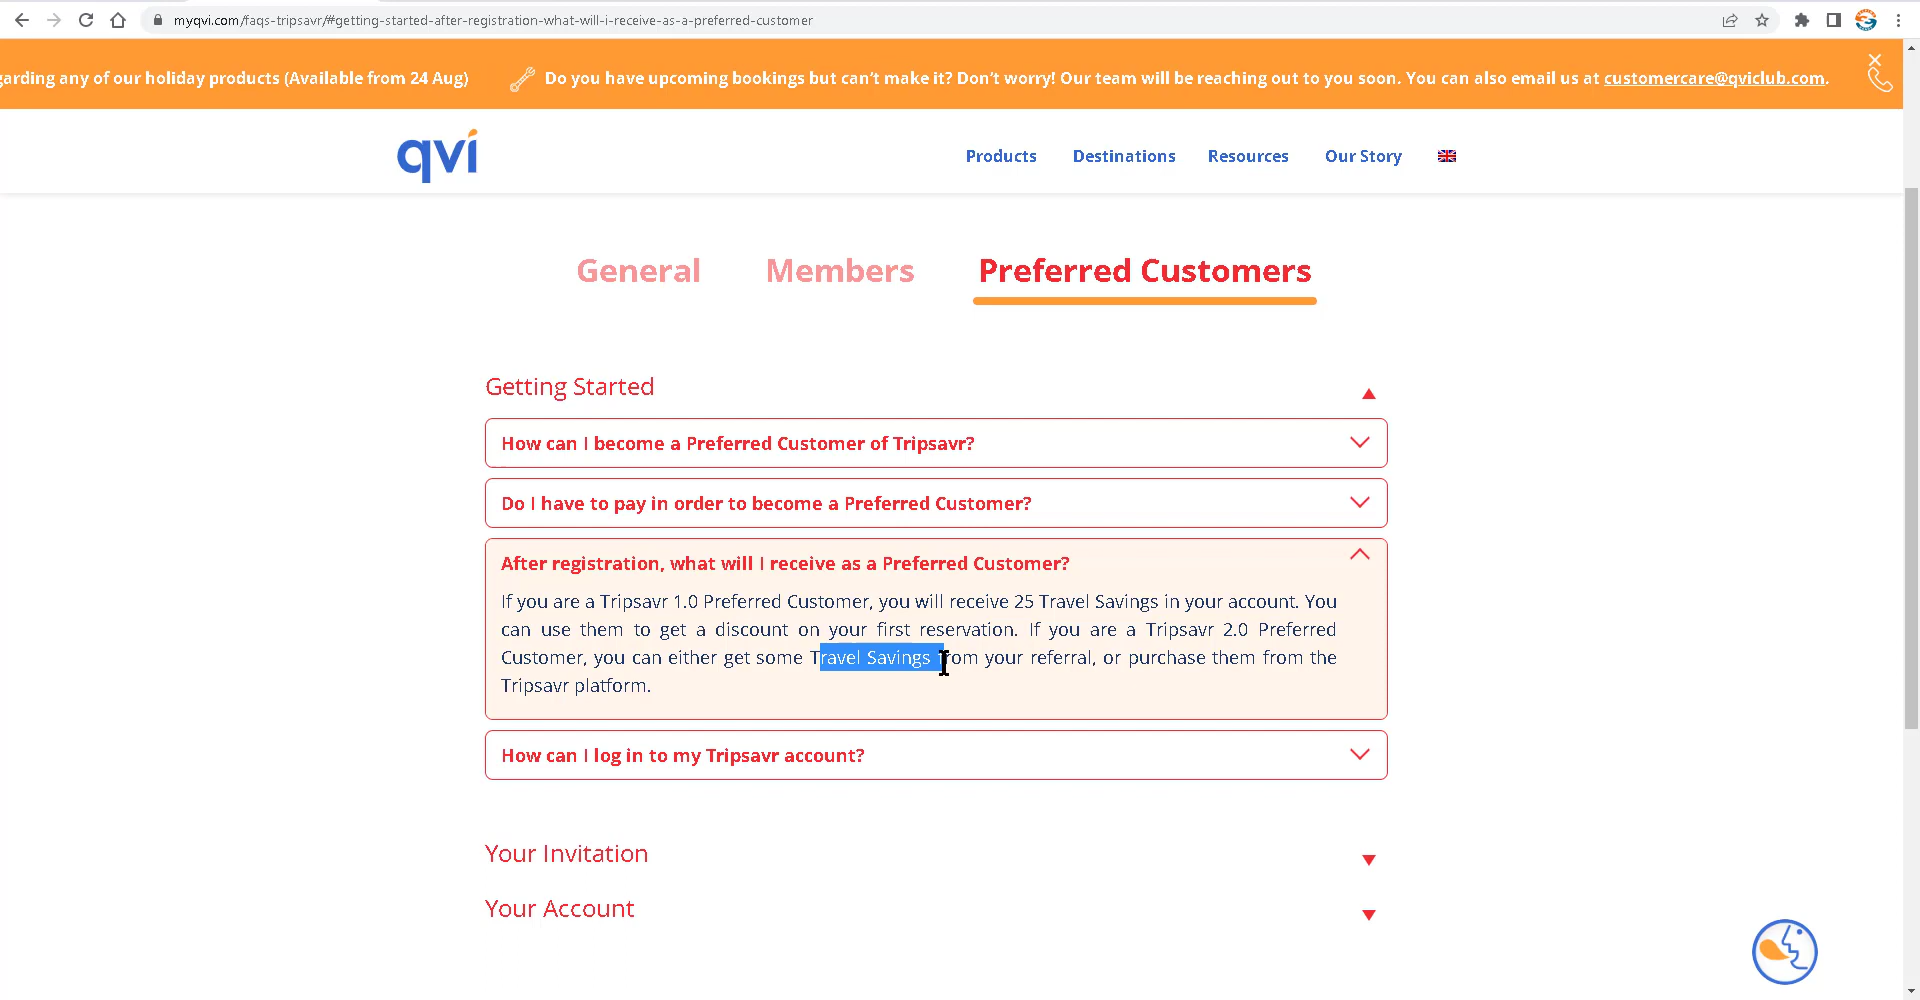 myqvi.com/faqs-tripsavr/#getting-started-after-registration-what-will-i-receive-as-a-preferred-customer
garding any of our holiday products (Available from 24 Aug) Do you have upcoming bookings but can't make it? Don't worry! Our team will be reaching out to you soon. You can also email us at customercare@qviclub.com.
qvi
Products Destinations Resources Our Story
General Members Preferred Customers
Getting Started
How can I become a Preferred Customer of Tripsavr?
Do I have to pay in order to become a Preferred Customer?
After registration, what will I receive as a Preferred Customer?
If you are a Tripsavr 1.0 Preferred Customer, you will receive 25 Travel Savings in your account. You
can use them to get a discount on your first reservation. If you are a Tripsavr 2.0 Preferred
Customer, you can either get some Travel Savings from your referral, or purchase them from the
Tripsavr platform.
How can I log in to my Tripsavr account?
Your Invitation
Your Account